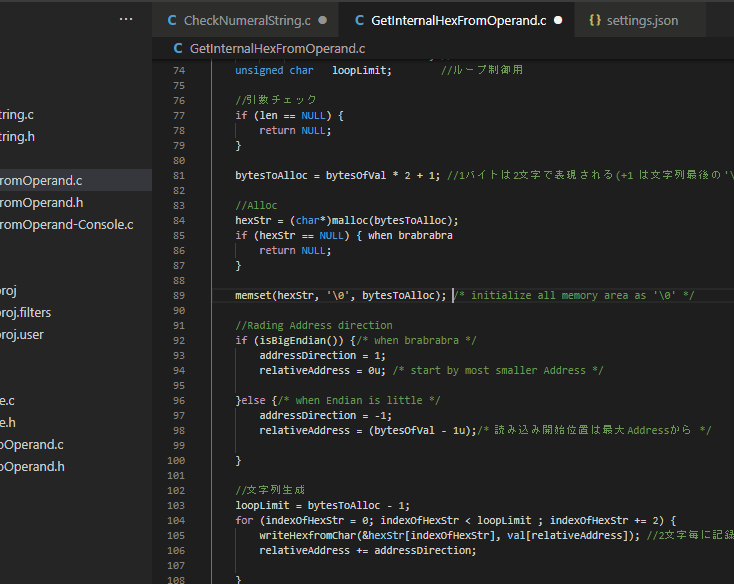 CheckNumeralString.c
GetInternalHexFromOperand.c
settings.json
GetInternalHexFromOperand.c
tring.c
tring.h
romOperand.c
romOperand.h
romOperand-Console.c
roj
roj.filters
roj.user
e.c
e.h
oOperand.c
oOperand.h
74 unsigned char loopLimit; //ループ制御用
75
76 //引数チェック
77 if (len == NULL) {
78 return NULL;
79 }
80
81 bytesToAlloc = bytesOfVal * 2 + 1; //1バイトは2文字で表現される(+1 は文字列最後の'\
82
83 //Alloc
84 hexStr = (char*)malloc(bytesToAlloc);
85 if (hexStr == NULL) { when brabrabra
86 return NULL;
87 }
88
89 memset(hexStr, '\0', bytesToAlloc); /* initialize all memory area as '\0' */
90
91 //Rading Address direction
92 if (isBigEndian()) {/* when brabrabra */
93 addressDirection = 1;
94 relativeAddress = 0u; /* start by most smaller Address */
95
96 }else {/* when Endian is little */
97 addressDirection = -1;
98 relativeAddress = (bytesOfVal - 1u);/* 読み込み開始位置は最大Addressから */
99
100 }
101
102 //文字列生成
103 loopLimit = bytesToAlloc - 1;
104 for (indexOfHexStr = 0; indexOfHexStr < loopLimit ; indexOfHexStr += 2) {
105 writeHexfromChar(&hexStr[indexOfHexStr], val[relativeAddress]); //2文字毎に記録
106 relativeAddress += addressDirection;
107
108 }